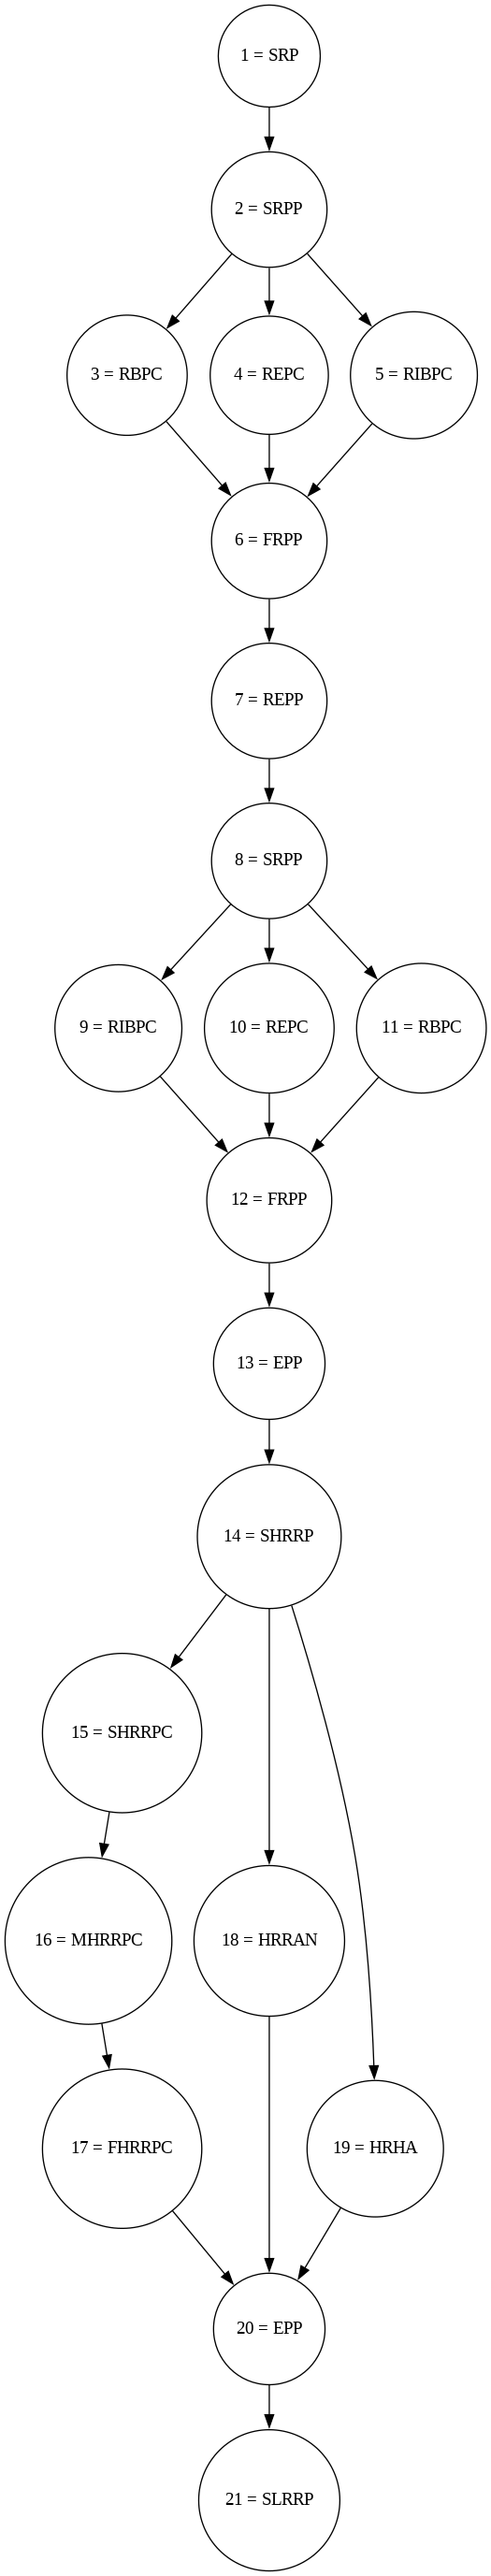 1 = SRP
2 = SRPP
3 = RBPC
4 = REPC
5 = RIBPC
6 = FRPP
7 = REPP
8 = SRPP
9 = RIBPC
10 = REPC
11 = RBPC
12 = FRPP
13 = EPP
14 = SHRRP
15 = SHRRPC
16 = MHRRPC
18 = HRRAN
17 = FHRRPC
19 = HRHA
20 = EPP
21 = SLRRP